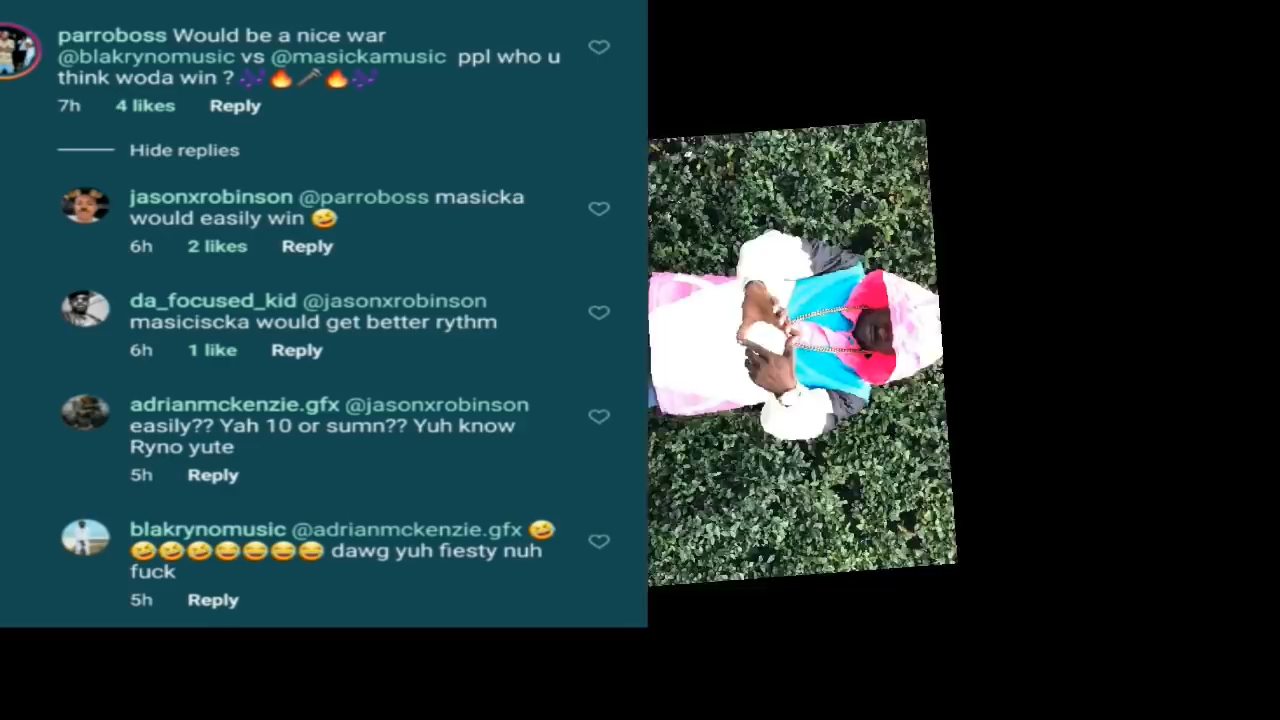 parroboss Would be a nice war
@blakrynomusic vs @masickamusic ppl who u
think woda win ? 🎶🔥🦯🔥🎶
7h 4 likes Reply
Hide replies
jasonxrobinson @parroboss masicka
would easily win 🤣
6h 2 likes Reply
da_focused_kid @jasonxrobinson
masiciscka would get better rythm
6h 1 like Reply
adrianmckenzie.gfx @jasonxrobinson
easily?? Yah 10 or sumn?? Yuh know
Ryno yute
5h Reply
blakrynomusic @adrianmckenzie.gfx 🤣
🤣🤣🤣😂😂😂😂 dawg yuh fiesty nuh
fuck
5h Reply